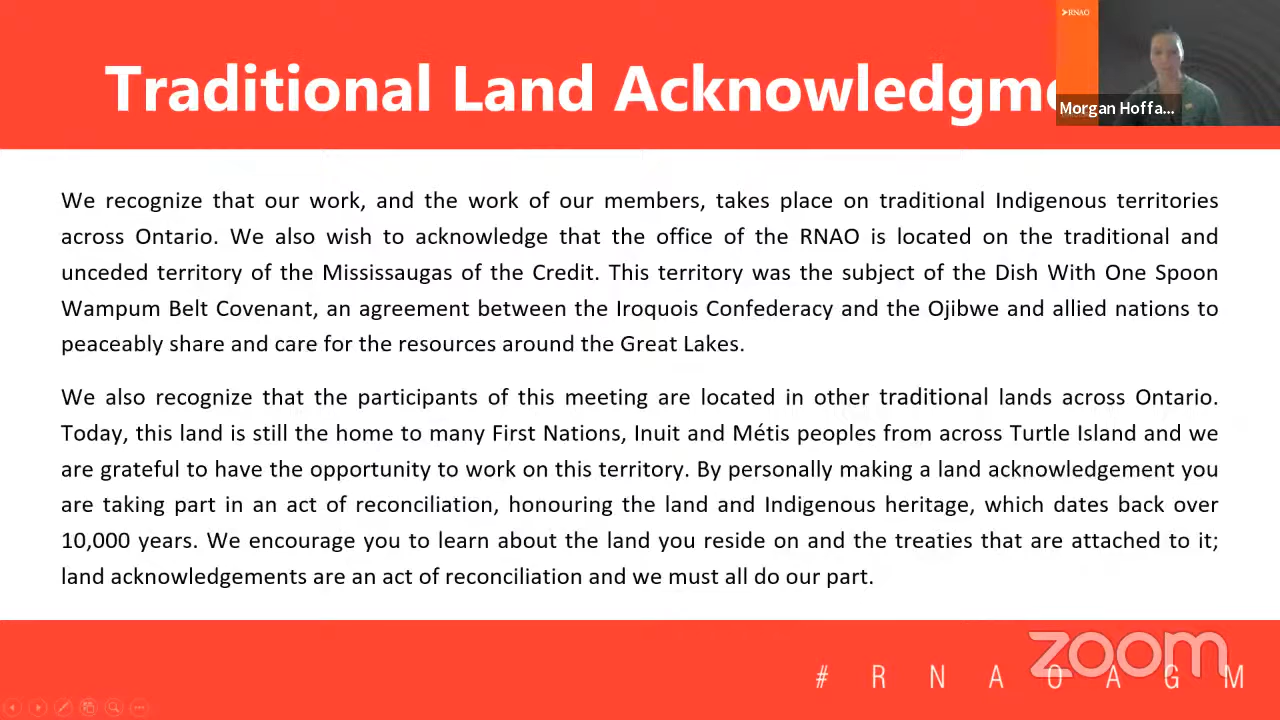 RNAO
Traditional Land Acknowledgme
Morgan Hoffa...
We recognize that our work, and the work of our members, takes place on traditional Indigenous territories
across Ontario. We also wish to acknowledge that the office of the RNAO is located on the traditional and
unceded territory of the Mississaugas of the Credit. This territory was the subject of the Dish With One Spoon
Wampum Belt Covenant, an agreement between the Iroquois Confederacy and the Ojibwe and allied nations to
peaceably share and care for the resources around the Great Lakes.
We also recognize that the participants of this meeting are located in other traditional lands across Ontario.
Today, this land is still the home to many First Nations, Inuit and Métis peoples from across Turtle Island and we
are grateful to have the opportunity to work on this territory. By personally making a land acknowledgement you
are taking part in an act of reconciliation, honouring the land and Indigenous heritage, which dates back over
10,000 years. We encourage you to learn about the land you reside on and the treaties that are attached to it;
land acknowledgements are an act of reconciliation and we must all do our part.
zoom
#RNAOAGM